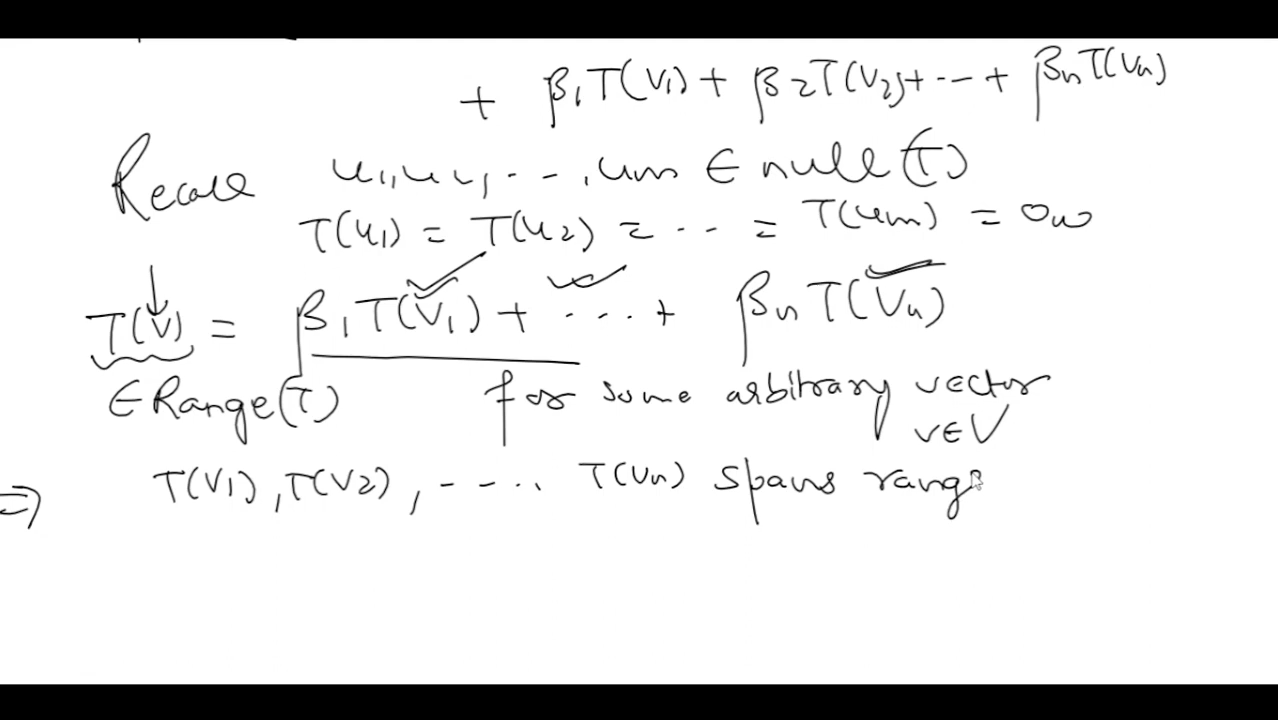 + β₁T(v₁) + β₂T(v₂) + --- + βₙT(vₙ)
Recall u₁, u₂, ---, uₘ ∈ null(T)
T(u₁) = T(u₂) = --- = T(uₘ) = 0w
T(v) = β₁T(v₁) + ... + βₙT(vₙ)
∈ Range(T) for some arbitrary vector
v∈V
⇒ T(v₁), T(v₂), ---.. T(vₙ) spans rang